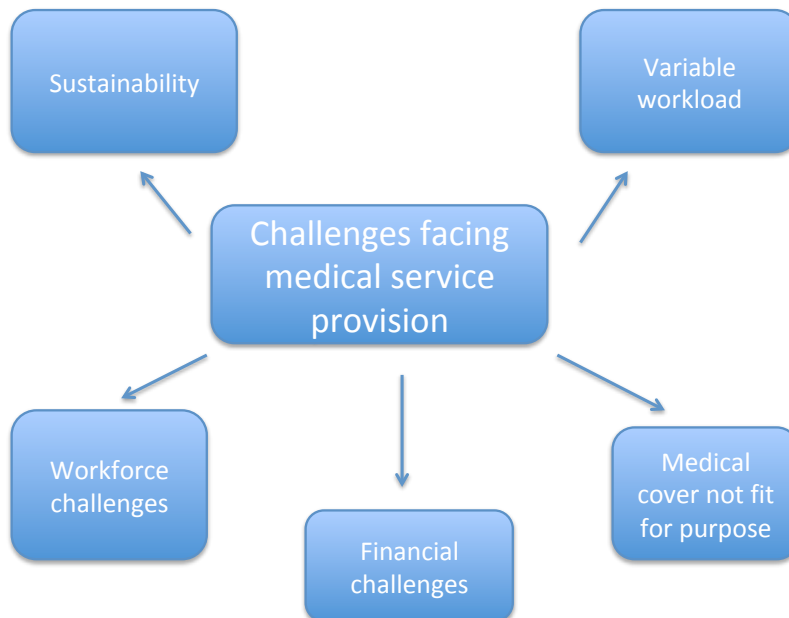 Sustainability
Variable
workload
Challenges facing
medical service
provision
Workforce
challenges
Financial
challenges
Medical
cover not fit
for purpose